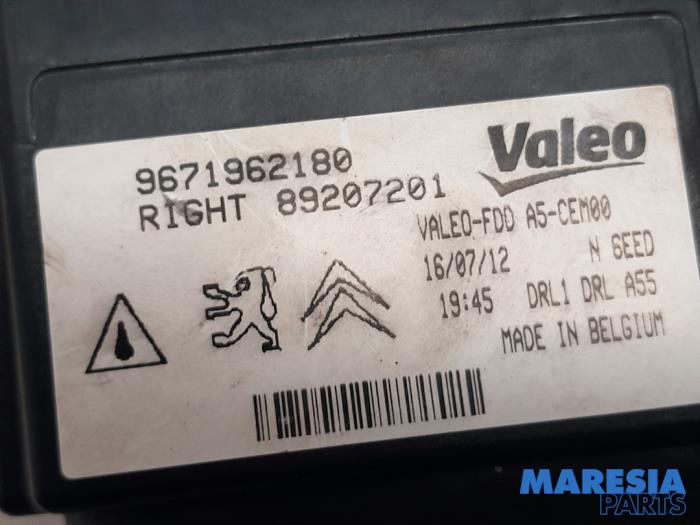 Valeo
9671962180
RIGHT 89207201
VALEO-FDD A5-CEM00
16/07/12 N 6EED
19:45 DRL1 DRL A55
MADE IN BELGIUM
MARESIA
PARTS